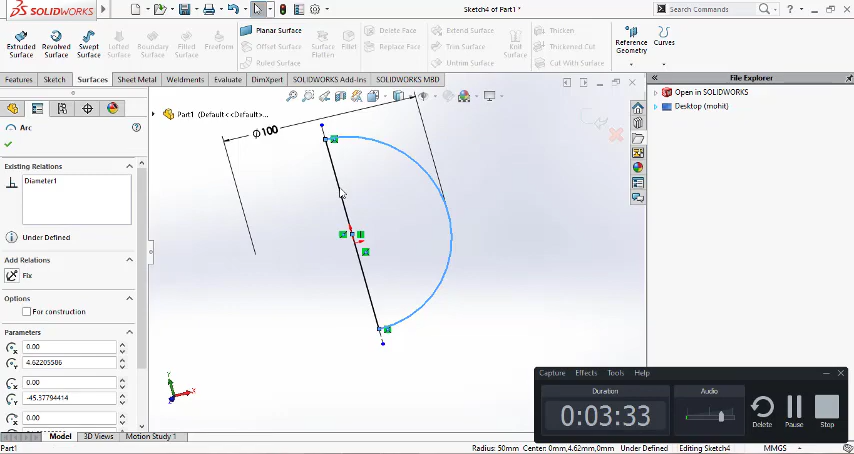 SOLIDWORKS
Sketch4 of Part1 *
Search Commands
Extruded Surface
Revolved Surface
Swept Surface
Lofted Surface
Boundary Surface
Filled Surface
Freeform
Planar Surface
Offset Surface
Ruled Surface
Surface Flatten
Fillet
Delete Face
Replace Face
Knit Surface
Extend Surface
Trim Surface
Untrim Surface
Thicken
Thickened Cut
Cut With Surface
Reference Geometry
Curves
Features
Sketch
Surfaces
Sheet Metal
Weldments
Evaluate
DimXpert
SOLIDWORKS Add-Ins
SOLIDWORKS MBD
File Explorer
Open in SOLIDWORKS
Desktop (mohit)
Part1 (Default<<Default>...
Arc
Existing Relations
Diameter1
Under Defined
Add Relations
Fix
Options
For construction
Parameters
0.00
4.62205586
0.00
-45.37794414
0.00
Ø100
Y
X
Capture Effects Tools Help
Duration
0:03:33
Audio
Delete
Pause
Stop
Model
3D Views
Motion Study 1
Part1
Radius: 50mm
Center: 0mm,4.62mm,0mm
Under Defined
Editing Sketch4
MMGS